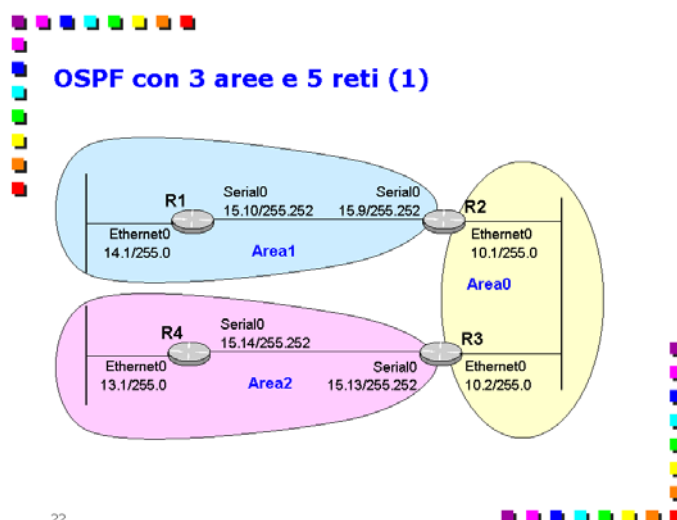 OSPF con 3 aree e 5 reti (1)
R1
Serial0
15.10/255.252
Serial0
15.9/255.252
R2
Ethernet0
14.1/255.0
Area1
Ethernet0
10.1/255.0
Area0
R4
Serial0
15.14/255.252
R3
Ethernet0
13.1/255.0
Area2
Serial0
15.13/255.252
Ethernet0
10.2/255.0
22